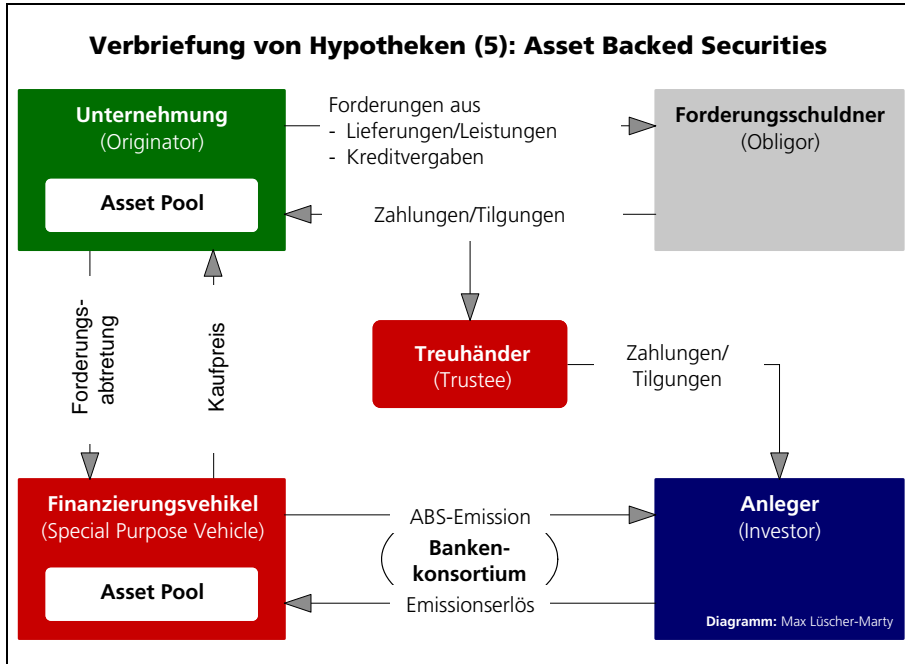 Verbriefung von Hypotheken (5): Asset Backed Securities
Unternehmung
(Originator)
Asset Pool
Forderungen aus
- Lieferungen/Leistungen
- Kreditvergaben
Forderungsschuldner
(Obligor)
Zahlungen/Tilgungen
Forderungs-
abtretung
Kaufpreis
Treuhänder
(Trustee)
Zahlungen/
Tilgungen
Finanzierungsvehikel
(Special Purpose Vehicle)
Asset Pool
ABS-Emission
Banken-
konsortium
Emissionserlös
Anleger
(Investor)
Diagramm: Max Lüscher-Marty